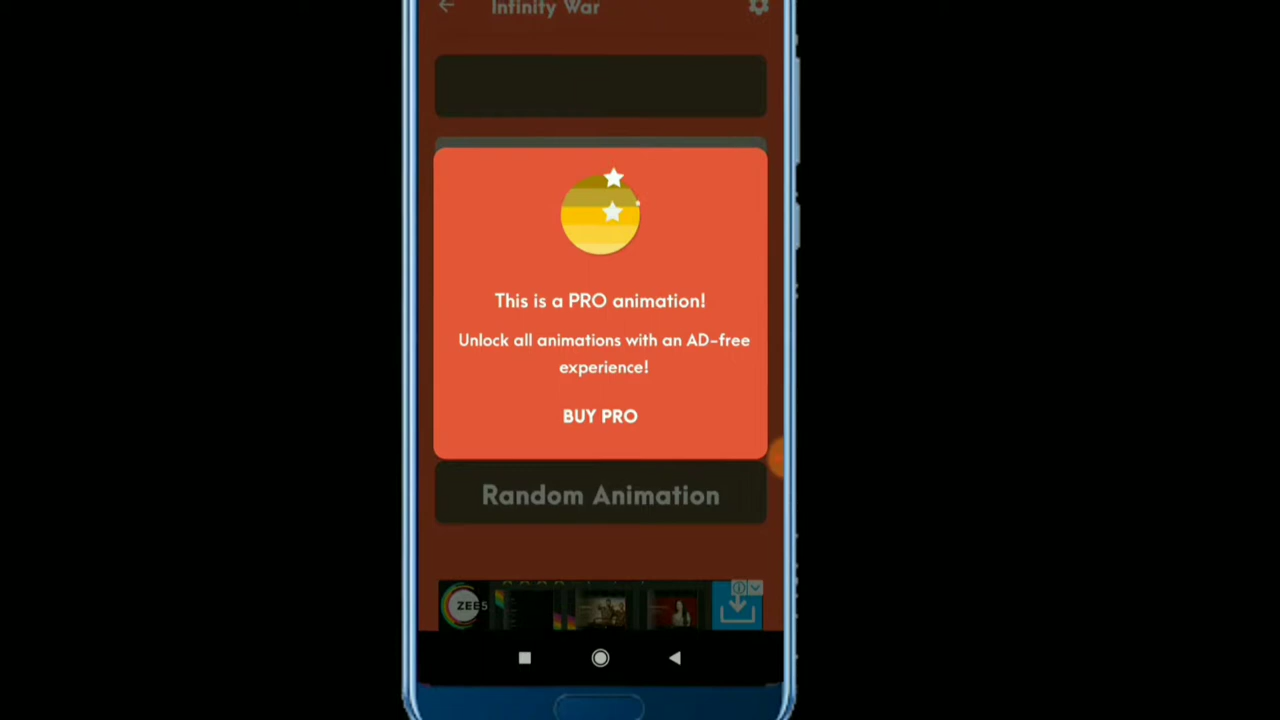 Infinity War
This is a PRO animation!
Unlock all animations with an AD-free
experience!
BUY PRO
Random Animation
ZEE5